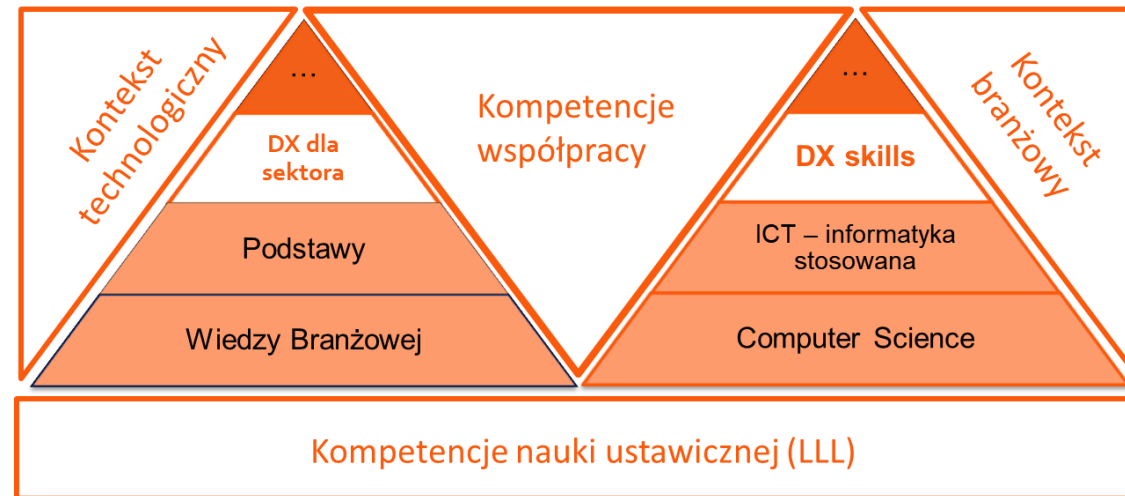 Kontekst
technologiczny
...
DX dla
sektora
Podstawy
Wiedzy Branżowej
Kompetencje
współpracy
...
DX skills
ICT – informatyka
stosowana
Computer Science
Kontekst
branżowy
Kompetencje nauki ustawicznej (LLL)